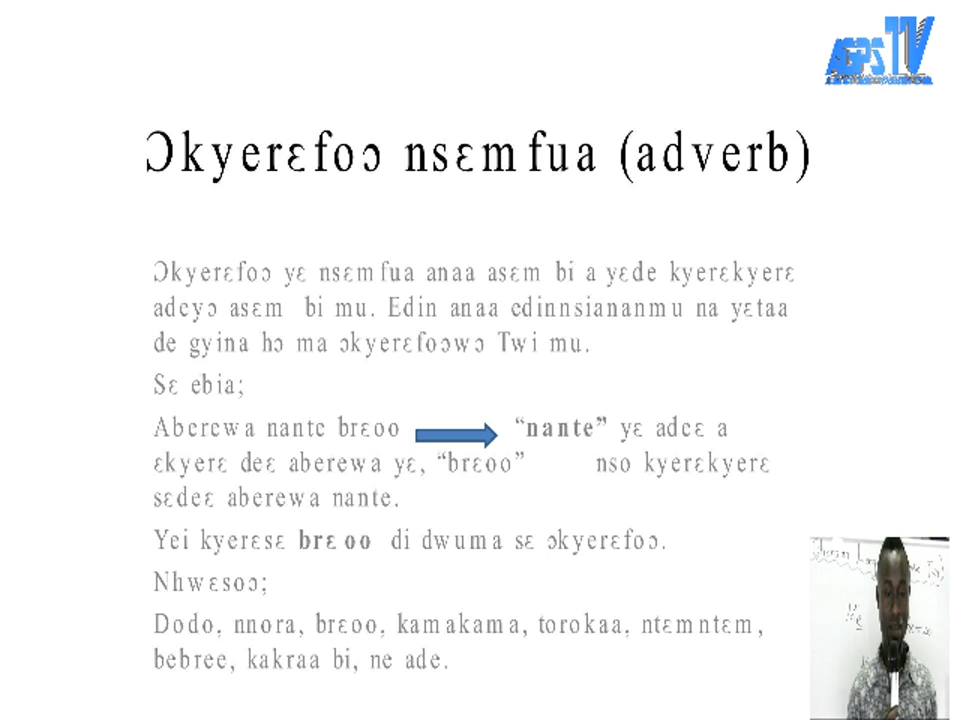 GPS TV
Ɔkyerɛfoɔ nsɛmfua (adverb)
Ɔkyerɛfoɔ yɛ nsɛmfua anaa asɛm bi a yɛde kyerɛkyerɛ
adeyɔ asɛm bi mu. Edin anaa edinnsiananmu na yɛtaa
de gyina hɔ ma ɔkyerɛfoɔwɔ Twi mu.
Sɛ ebia;
Aberewa nante brɛoo “nante” yɛ adeɛ a
ɛkyerɛ deɛ aberewa yɛ, “brɛoo” nso kyerɛkyerɛ
sɛdeɛ aberewa nante.
Yei kyerɛsɛ brɛoo di dwuma sɛ ɔkyerɛfoɔ.
Nhwɛsoɔ;
Dodo, nnora, brɛoo, kamakama, torokaa, ntɛmntɛm,
bebree, kakraa bi, ne ade.